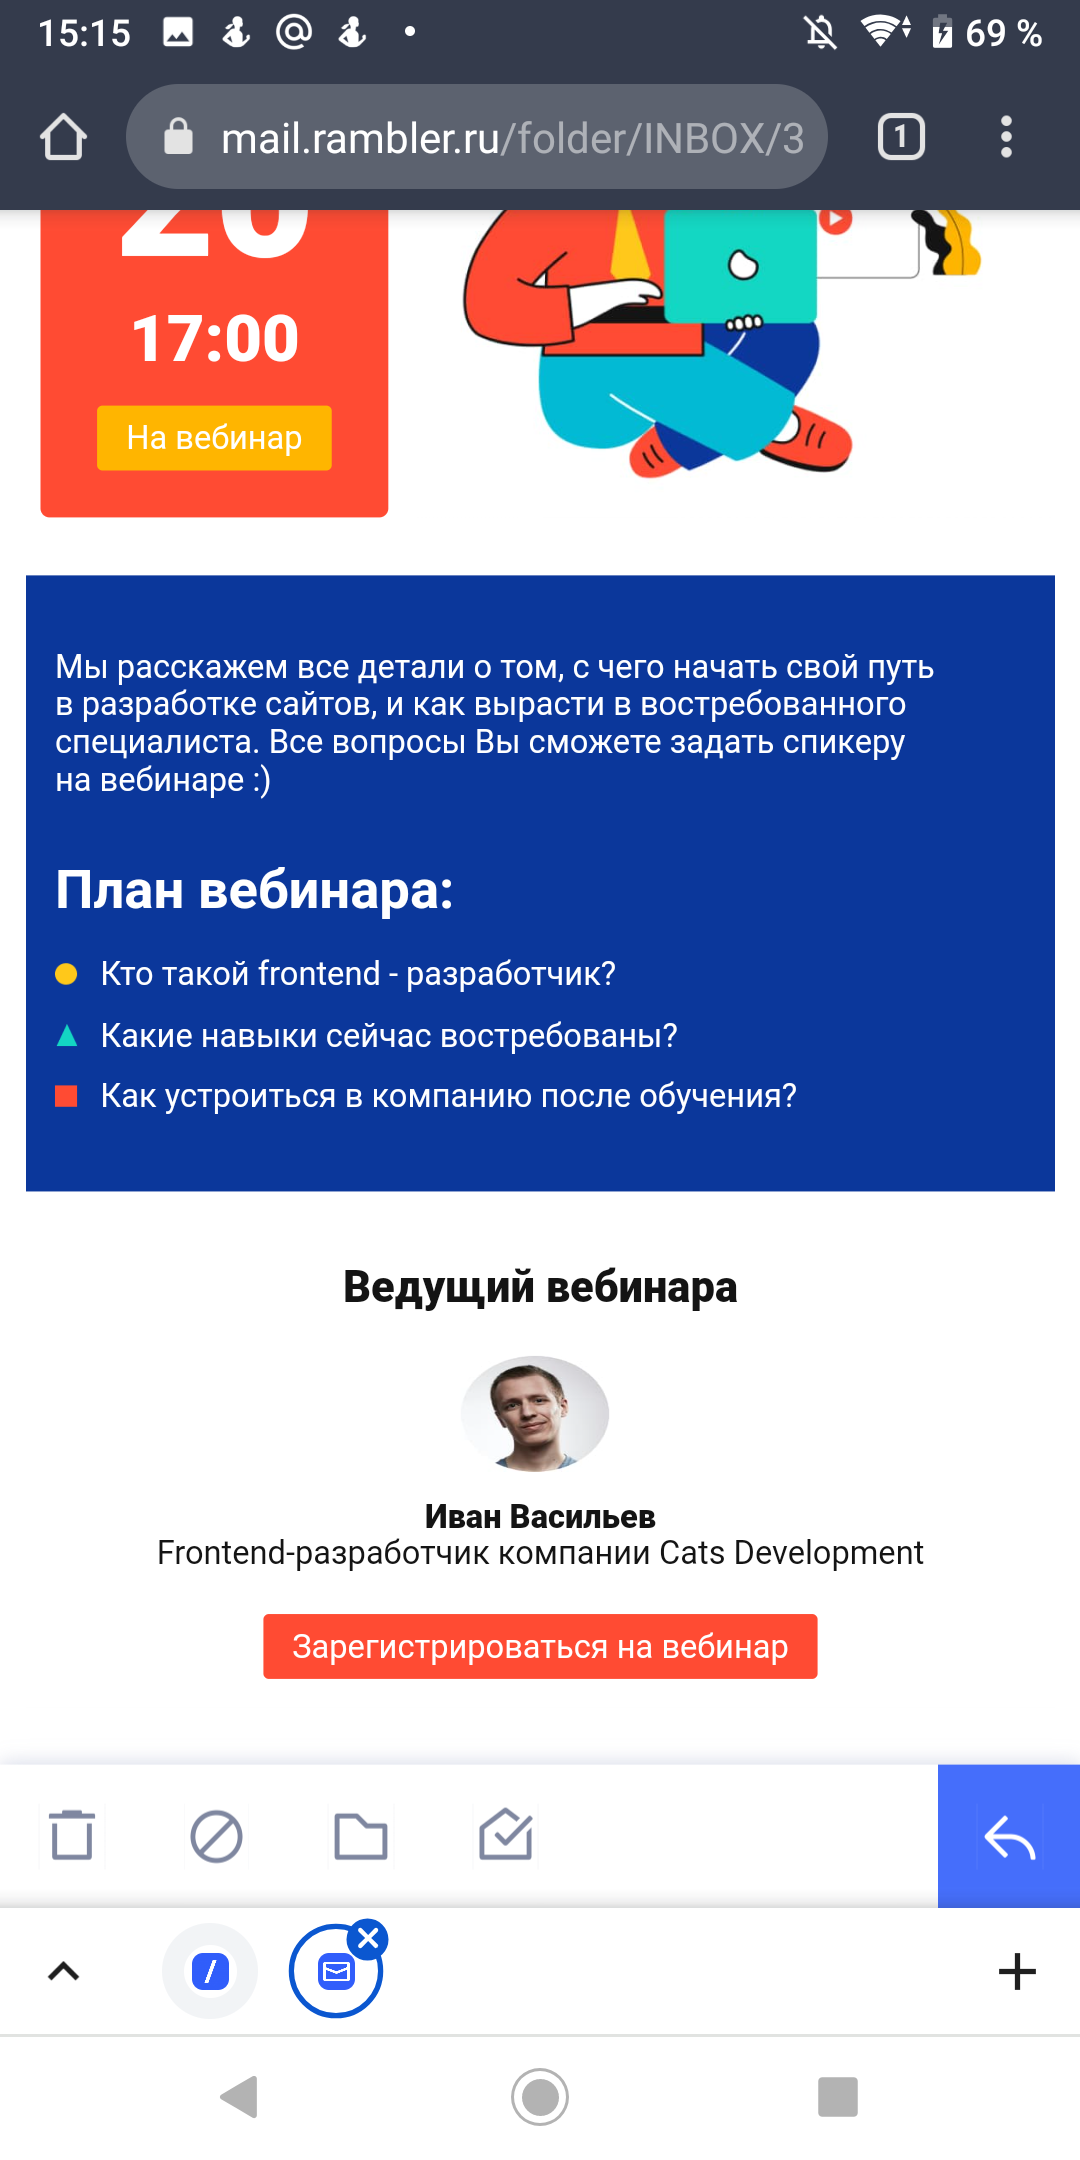 15:15
69 %
mail.rambler.ru/folder/INBOX/3
1
20
17:00
На вебинар
Мы расскажем все детали о том, с чего начать свой путь
в разработке сайтов, и как вырасти в востребованного
специалиста. Все вопросы Вы сможете задать спикеру
на вебинаре :)
План вебинара:
Кто такой frontend - разработчик?
Какие навыки сейчас востребованы?
Как устроиться в компанию после обучения?
Ведущий вебинара
Иван Васильев
Frontend-разработчик компании Cats Development
Зарегистрироваться на вебинар